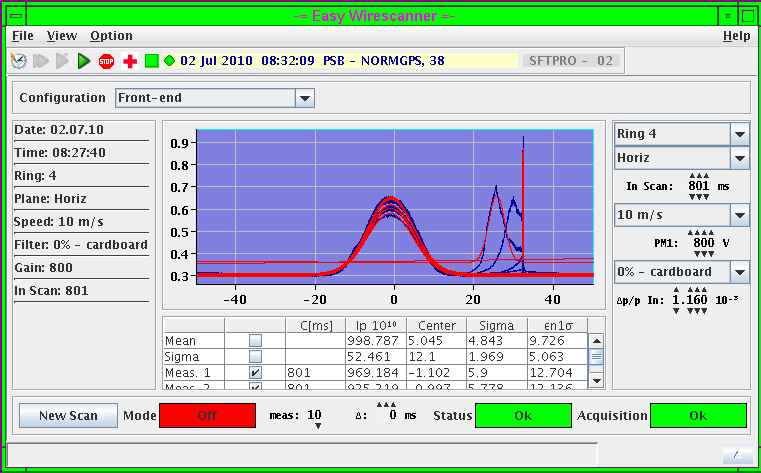 -= Easy Wirescanner =-
File View Option Help
STOP 02 Jul 2010 08:32:09 PSB - NORMGPS, 38 SFTPRO - 02
Configuration Front-end
Date: 02.07.10
Time: 08:27:40
Ring: 4
Plane: Horiz
Speed: 10 m/s
Filter: 0% - cardboard
Gain: 800
In Scan: 801
0.9
0.8
0.7
0.6
0.5
0.4
0.3
-40 -20 0 20 40
Ring 4
Horiz
In Scan: 801 ms
10 m/s
PM1: 800 V
0% - cardboard
Δp/p In: 1.160 10⁻³
C[ms] Ip 10¹⁰ Center Sigma εn1σ
Mean 998.787 5.045 4.843 9.726
Sigma 52.461 12.1 1.969 5.063
Meas. 1 801 969.184 -1.102 5.9 12.704
Meas. 2 801 925.219 -0.997 5.778 12.136
New Scan Mode Off meas: 10 Δ: 0 ms Status Ok Acquisition Ok